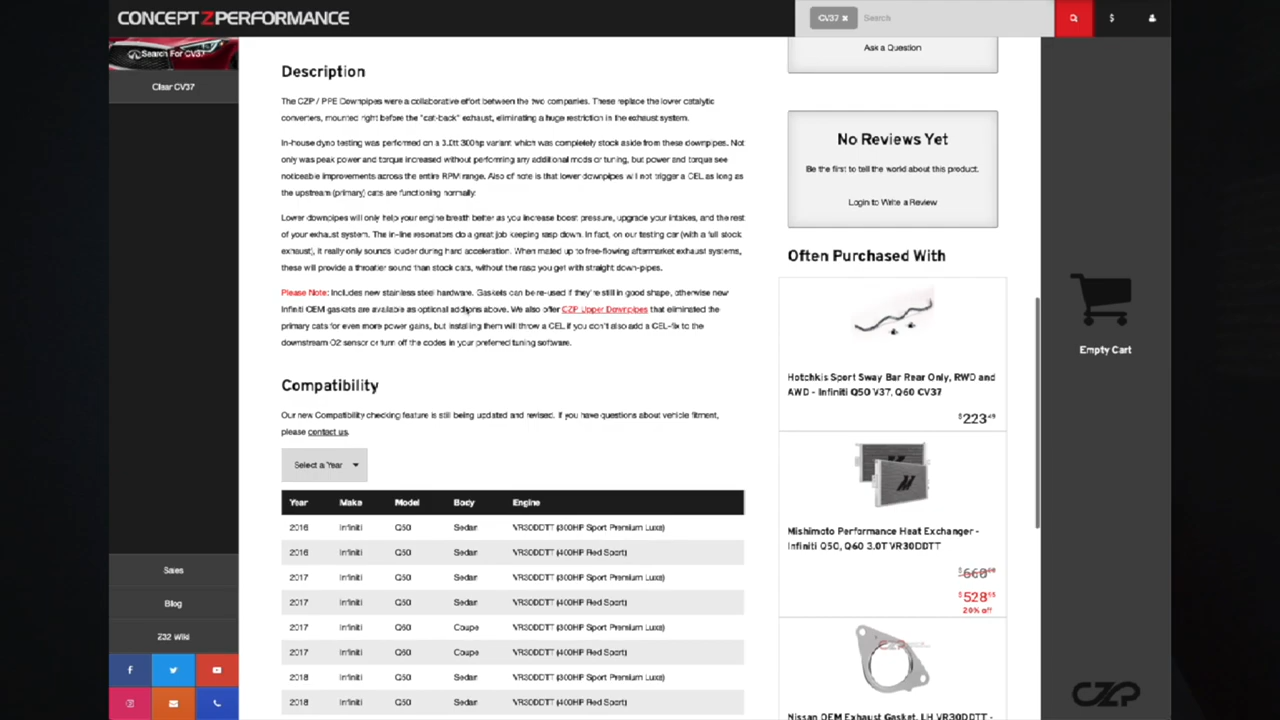 CONCEPT Z PERFORMANCE
CV37 x
Search
$
Search For CV37
Clear CV37
Sales
Blog
Z32 Wiki
Description
The CZP / PPE Downpipes were a collaborative effort between the two companies. These replace the lower catalytic
converters, mounted right before the "cat-back" exhaust, eliminating a huge restriction in the exhaust system.
In-house dyno testing was performed on a 3.0tt 300hp variant which was completely stock aside from these downpipes. Not
only was peak power and torque increased without performing any additional mods or tuning, but power and torque see
noticeable improvements across the entire RPM range. Also of note is that lower downpipes will not trigger a CEL as long as
the upstream (primary) cats are functioning normally.
Lower downpipes will only help your engine breath better as you increase boost pressure, upgrade your intakes, and the rest
of your exhaust system. The in-line resonators do a great job keeping rasp down. In fact, on our testing car (with a full stock
exhaust), it really only sounds louder during hard acceleration. When mated up to free-flowing aftermarket exhaust systems,
these will provide a throatier sound than stock cats, without the rasp you get with straight down-pipes.
Please Note: Includes new stainless steel hardware. Gaskets can be re-used if they're still in good shape, otherwise new
Infiniti OEM gaskets are available as optional add-ons above. We also offer CZP Upper Downpipes that eliminated the
primary cats for even more power gains, but installing them will throw a CEL if you don't also add a CEL-fix to the
downstream O2 sensor or turn off the codes in your preferred tuning software.
Compatibility
Our new Compatibility checking feature is still being updated and revised. If you have questions about vehicle fitment,
please contact us.
Select a Year
Year Make Model Body Engine
2016 Infiniti Q50 Sedan VR30DDTT (300HP Sport Premium Luxe)
2016 Infiniti Q50 Sedan VR30DDTT (400HP Red Sport)
2017 Infiniti Q50 Sedan VR30DDTT (300HP Sport Premium Luxe)
2017 Infiniti Q50 Sedan VR30DDTT (400HP Red Sport)
2017 Infiniti Q60 Coupe VR30DDTT (300HP Sport Premium Luxe)
2017 Infiniti Q60 Coupe VR30DDTT (400HP Red Sport)
2018 Infiniti Q50 Sedan VR30DDTT (300HP Sport Premium Luxe)
2018 Infiniti Q50 Sedan VR30DDTT (400HP Red Sport)
Ask a Question
No Reviews Yet
Be the first to tell the world about this product.
Login to Write a Review
Often Purchased With
Hotchkis Sport Sway Bar Rear Only, RWD and
AWD - Infiniti Q50 V37, Q60 CV37
$223.49
Mishimoto Performance Heat Exchanger -
Infiniti Q50, Q60 3.0T VR30DDTT
$528
20% off
CZP
Nissan OEM Exhaust Gasket, LH VR30DDTT -
Empty Cart
CZP